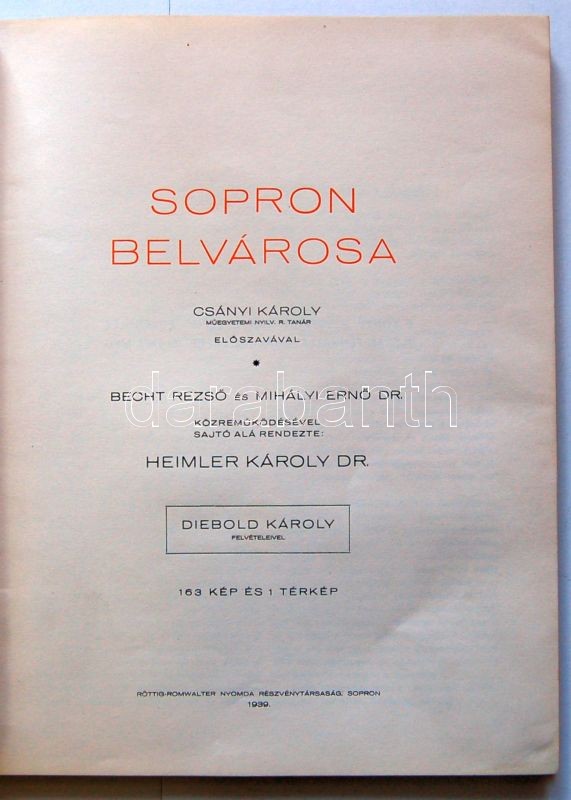 SOPRON
BELVÁROSA
CSÁNYI KÁROLY
MŰEGYETEMI NYILV. R. TANÁR
ELŐSZAVÁVAL
*
BECHT REZSŐ ÉS MIHÁLYI ERNŐ DR.
darabanth
KÖZREMŰKÖDÉSÉVEL
SAJTÓ ALÁ RENDEZTE:
HEIMLER KÁROLY DR.
DIEBOLD KÁROLY
FELVÉTELEIVEL
163 KÉP ÉS 1 TÉRKÉP
RÖTTIG-ROMWALTER NYOMDA RÉSZVÉNYTÁRSASÁG, SOPRON
1939.